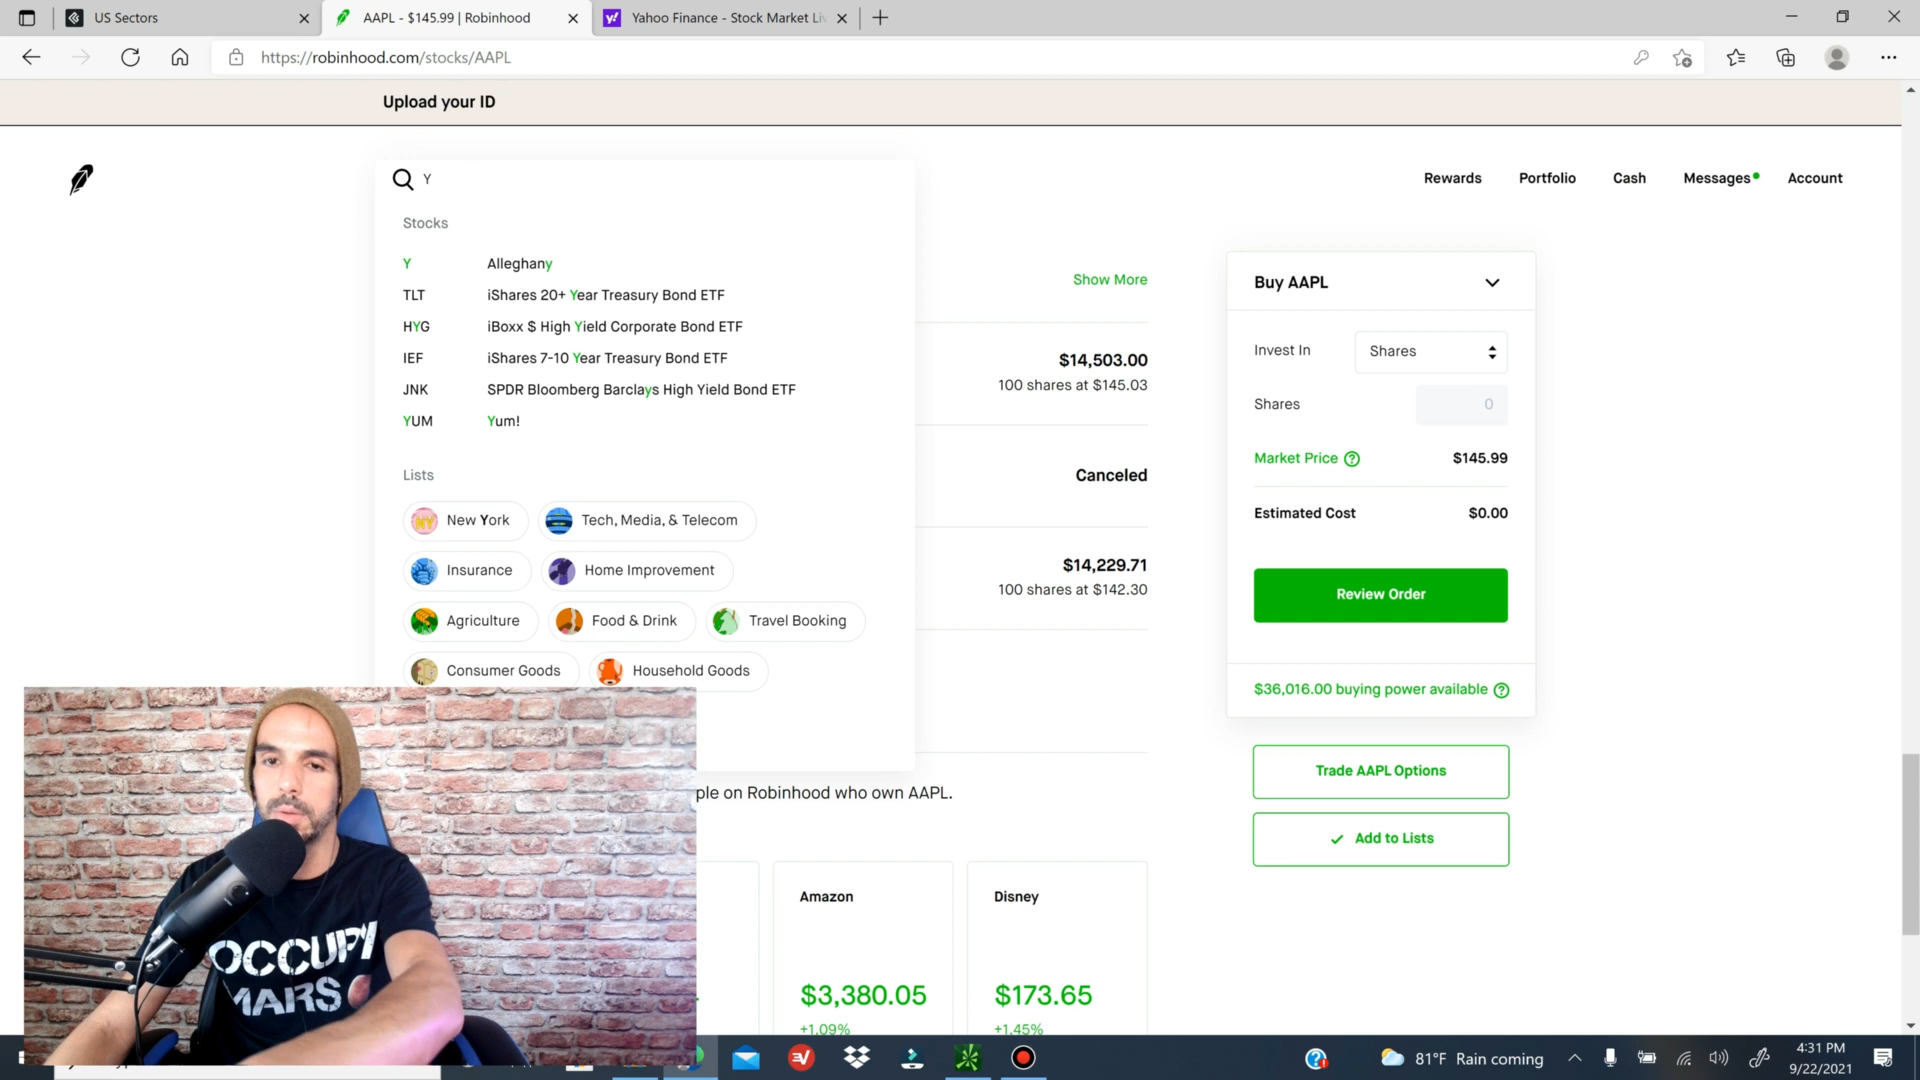 US Sectors
AAPL - $145.99 | Robinhood
Yahoo Finance - Stock Market Li
https://robinhood.com/stocks/AAPL
Upload your ID
Y
Rewards
Portfolio
Cash
Messages
Account
Stocks
Y Alleghany
TLT iShares 20+ Year Treasury Bond ETF
HYG iBoxx $ High Yield Corporate Bond ETF
IEF iShares 7-10 Year Treasury Bond ETF
JNK SPDR Bloomberg Barclays High Yield Bond ETF
YUM Yum!
Lists
NY New York
Tech, Media, & Telecom
Insurance
Home Improvement
Agriculture
Food & Drink
Travel Booking
Consumer Goods
Household Goods
Show More
$14,503.00
100 shares at $145.03
Canceled
$14,229.71
100 shares at $142.30
Buy AAPL
Invest In Shares
Shares 0
Market Price $145.99
Estimated Cost $0.00
Review Order
$36,016.00 buying power available
Trade AAPL Options
Add to Lists
on Robinhood who own AAPL.
Amazon
$3,380.05
+1.09%
Disney
$173.65
+1.45%
OCCUPY
MARS
81°F Rain coming
4:31 PM
9/22/2021